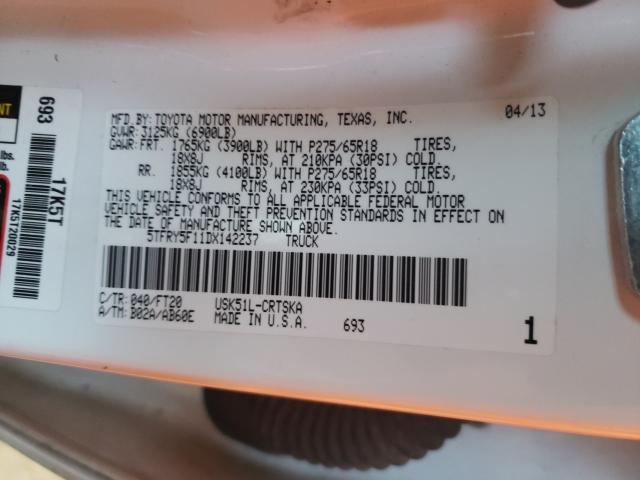 MFD. BY: TOYOTA MOTOR MANUFACTURING, TEXAS, INC. 04/13
GVWR: 3125KG (6900LB)
GAWR: FRT. 1765KG (3900LB) WITH P275/65R18 TIRES,
18X8J RIMS, AT 210KPA (30PSI) COLD.
RR. 1855KG (4100LB) WITH P275/65R18 TIRES,
18X8J RIMS, AT 230KPA (33PSI) COLD.
THIS VEHICLE CONFORMS TO ALL APPLICABLE FEDERAL MOTOR
VEHICLE SAFETY AND THEFT PREVENTION STANDARDS IN EFFECT ON
THE DATE OF MANUFACTURE SHOWN ABOVE.
5TFRY5F11DX142237 TRUCK
C/TR: 040/FT20 USK51L-CRTSKA
A/TM: B02A/AB60E MADE IN U.S.A. 693 1
693
17K5T
17K5120029
lbs.
lb.